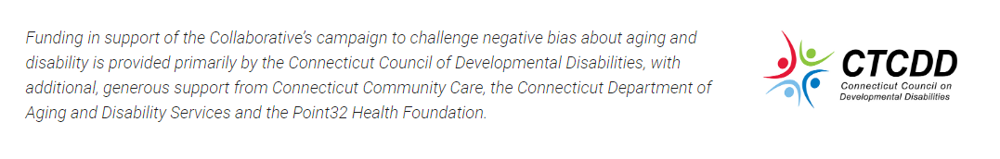 Funding in support of the Collaborative's campaign to challenge negative bias about aging and
disability is provided primarily by the Connecticut Council of Developmental Disabilities, with
additional, generous support from Connecticut Community Care, the Connecticut Department of
Aging and Disability Services and the Point32 Health Foundation.
CTCDD
Connecticut Council on
Developmental Disabilities